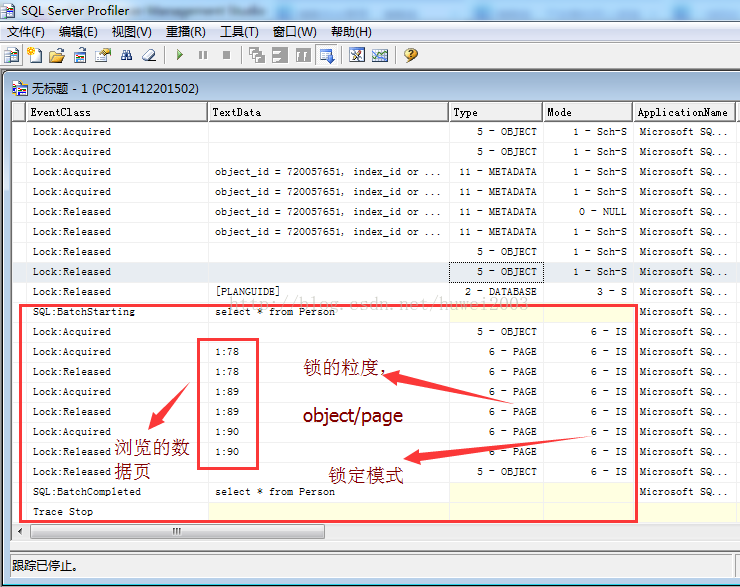 SQL Server Profiler
文件(F) 编辑(E) 视图(V) 重播(R) 工具(T) 窗口(W) 帮助(H)
无标题 - 1 (PC201412201502)
EventClass TextData Type Mode ApplicationName
Lock:Acquired 5 - OBJECT 1 - Sch-S Microsoft SQ...
Lock:Acquired 5 - OBJECT 1 - Sch-S Microsoft SQ...
Lock:Acquired object_id = 720057651, index_id or ... 11 - METADATA 1 - Sch-S Microsoft SQ...
Lock:Acquired object_id = 720057651, index_id or ... 11 - METADATA 1 - Sch-S Microsoft SQ...
Lock:Released object_id = 720057651, index_id or ... 11 - METADATA 0 - NULL Microsoft SQ...
Lock:Released object_id = 720057651, index_id or ... 11 - METADATA 1 - Sch-S Microsoft SQ...
Lock:Released 5 - OBJECT 1 - Sch-S Microsoft SQ...
Lock:Released 5 - OBJECT 1 - Sch-S Microsoft SQ...
Lock:Released [PLANGUIDE] 2 - DATABASE 3 - S Microsoft SQ...
http://blog.csdn.net/huwei2003
SQL:BatchStarting select * from Person Microsoft SQ...
Lock:Acquired 5 - OBJECT 6 - IS Microsoft SQ...
Lock:Acquired 1:78 6 - PAGE 6 - IS Microsoft SQ...
Lock:Released 1:78 6 - PAGE 6 - IS Microsoft SQ...
Lock:Acquired 1:89 6 - PAGE 6 - IS Microsoft SQ...
Lock:Released 1:89 6 - PAGE 6 - IS Microsoft SQ...
Lock:Acquired 1:90 6 - PAGE 6 - IS Microsoft SQ...
Lock:Released 1:90 6 - PAGE 6 - IS Microsoft SQ...
Lock:Released 5 - OBJECT 6 - IS Microsoft SQ...
SQL:BatchCompleted select * from Person Microsoft SQ...
Trace Stop
锁的粒度，
object/page
浏览的数
据页
锁定模式
跟踪已停止。